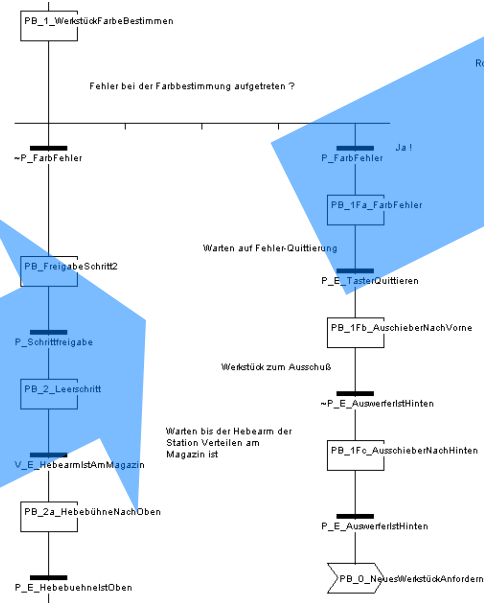 PB_1_WerkstückFarbeBestimmen
Ro
Fehler bei der Farbbestimmung aufgetreten ?
~P_FarbFehler
P_FarbFehler
Ja !
PB_1Fa_FarbFehler
Warten auf Fehler-Quittierung
PB_FreigabeSchritt2
P_E_TasterQuittieren
PB_1Fb_AuschieberNachVorne
P_Schrittfreigabe
Werkstück zum Ausschuß
PB_2_Leerschritt
~P_E_AuswerferIstHinten
Warten bis der Hebearm der
Station Verteilen am
Magazin ist
PB_1Fc_AusschieberNachHinten
V_E_HebearmIstAmMagazin
PB_2a_HebebühneNachOben
P_E_AuswerferIstHinten
P_E_HebebuehneIstOben
PB_0_NeuesWerkstückAnfordern